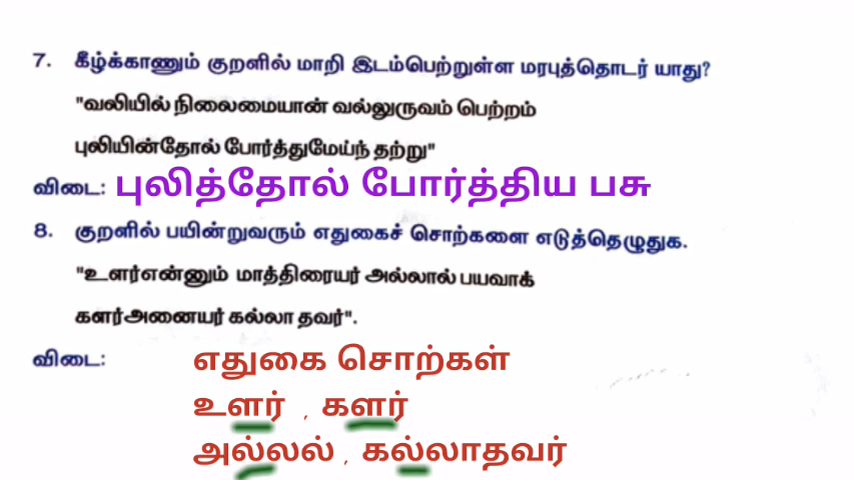 7. கீழ்க்காணும் குறளில் மாறி இடம்பெற்றுள்ள மரபுத்தொடர் யாது?
"வலியில் நிலைமையான் வல்லுருவம் பெற்றம்
புலியின்தோல் போர்த்துமேய்ந் தற்று"
விடை: புலித்தோல் போர்த்திய பசு
8. குறளில் பயின்றுவரும் எதுகைச் சொற்களை எடுத்தெழுதுக.
"உளர்என்னும் மாத்திரையர் அல்லால் பயவாக்
களர்அனையர் கல்லா தவர்".
விடை: எதுகை சொற்கள்
உளர் , களர்
அல்லல் , கல்லாதவர்